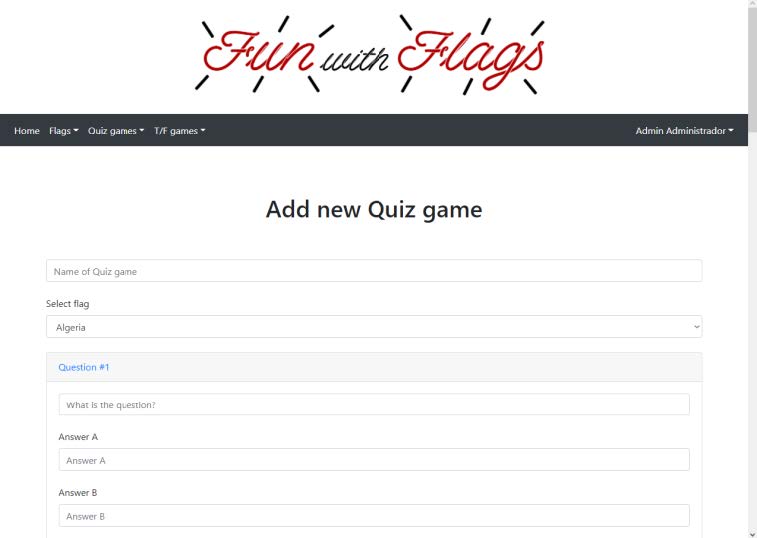 Fun with Flags
Home Flags Quiz games T/F games Admin Administrador
Add new Quiz game
Name of Quiz game
Select flag
Algeria
Question #1
What is the question?
Answer A
Answer A
Answer B
Answer B